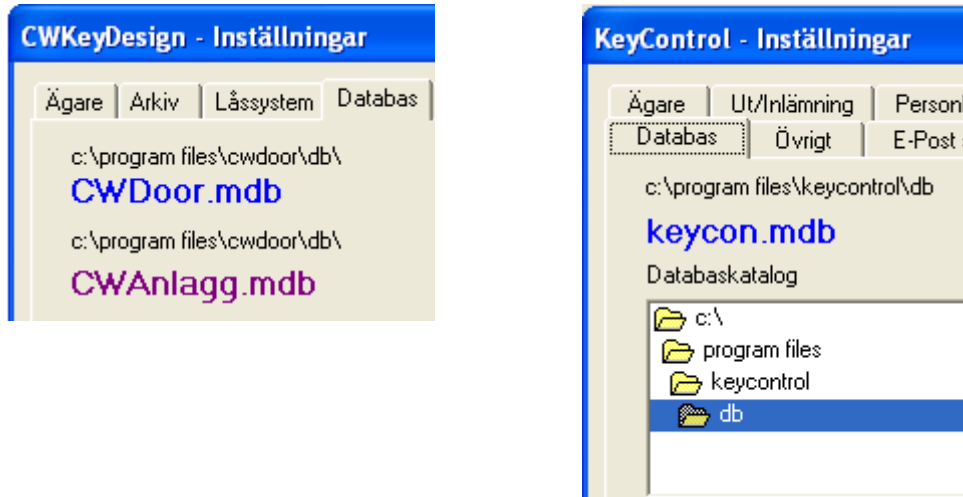 CWKeyDesign - Inställningar
Ägare Arkiv Låssystem Databas
c:\program files\cwdoor\db\
CWDoor.mdb
c:\program files\cwdoor\db\
CWAnlagg.mdb
KeyControl - Inställningar
Ägare Ut/Inlämning Person
Databas Övrigt E-Post
c:\program files\keycontrol\db
keycon.mdb
Databaskatalog
c:\
program files
keycontrol
db